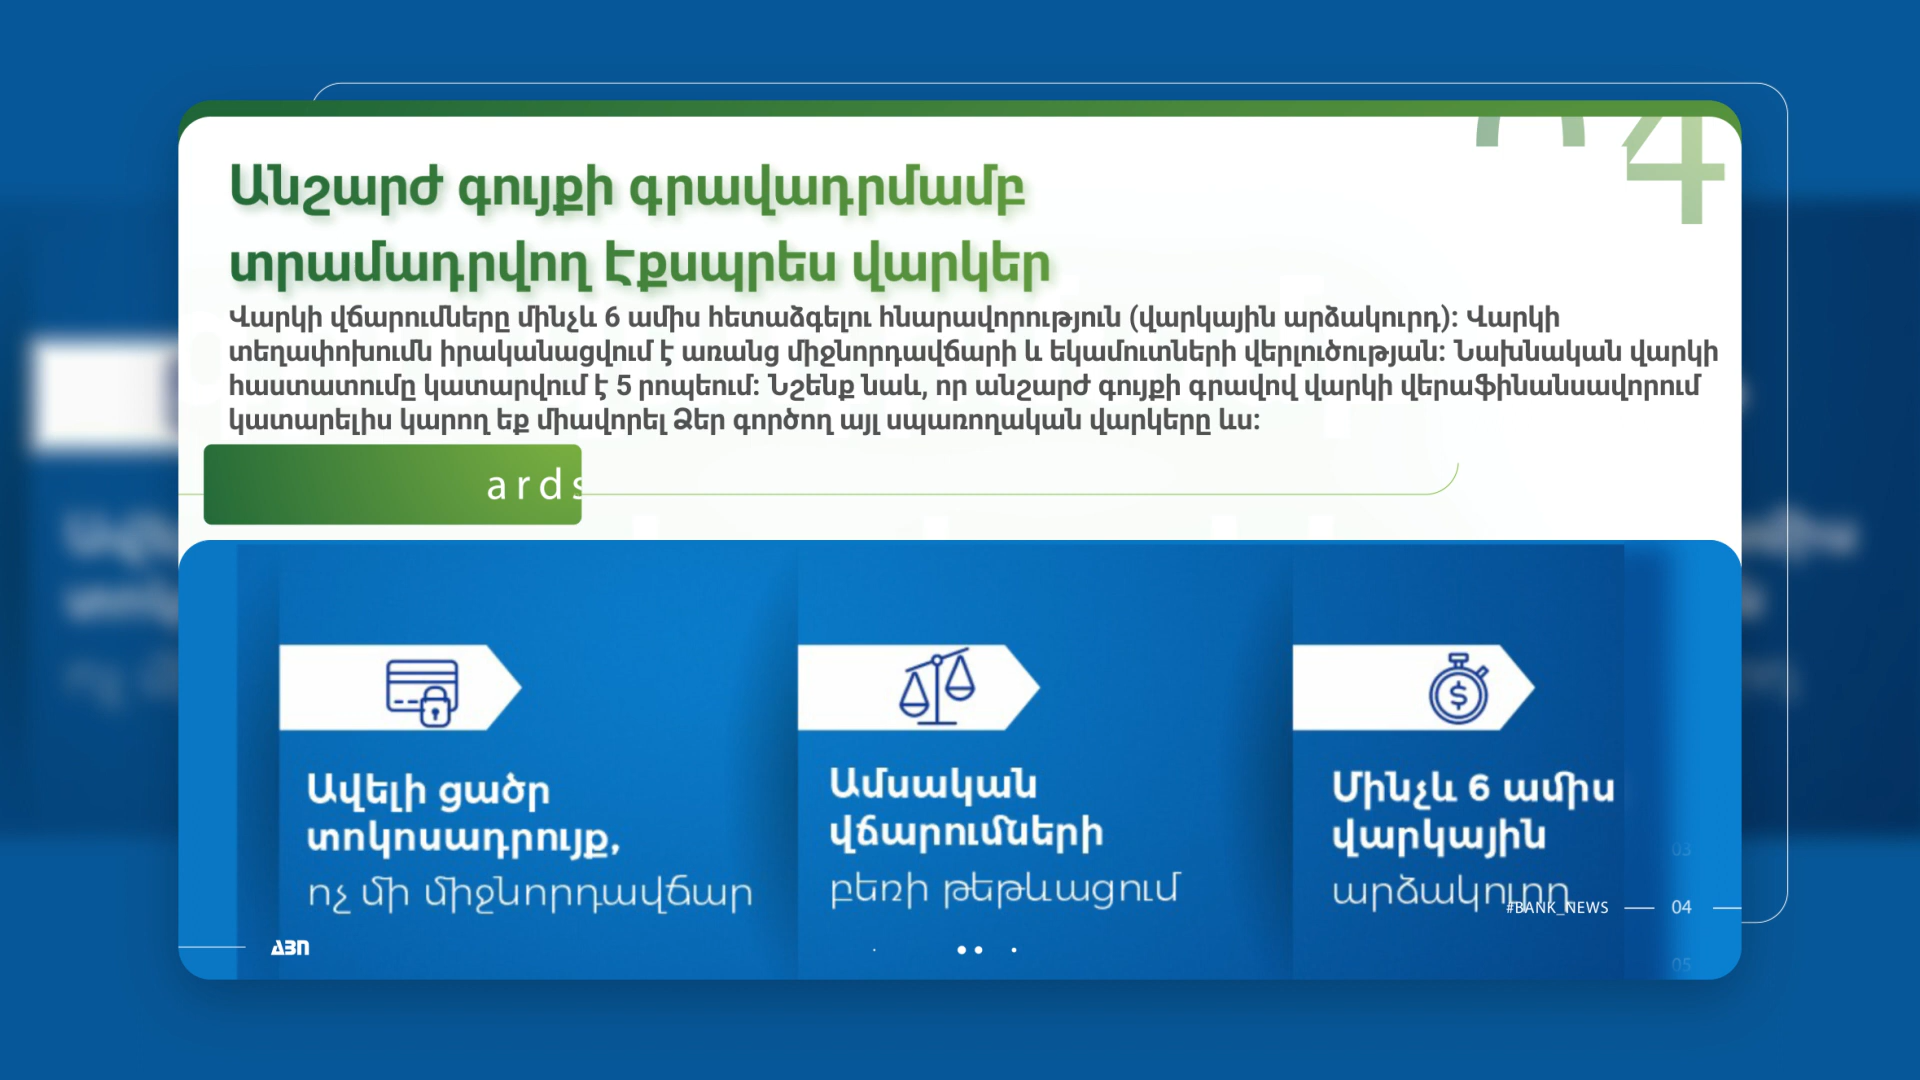 04
Անշարժ գույքի գրավադրմամբ
տրամադրվող Էքսպրես վարկեր
Վարկի վճարումները մինչև 6 ամիս հետաձգելու հնարավորություն (վարկային արձակուրդ): Վարկի
տեղափոխումն իրականացվում է առանց միջնորդավճարի և եկամուտների վերլուծության: Նախնական վարկի
հաստատումը կատարվում է 5 րոպեում: Նշենք նաև, որ անշարժ գույքի գրավով վարկի վերաֆինանսավորում
կատարելիս կարող եք միավորել Ձեր գործող այլ սպառողական վարկերը ևս:
ards
Ավելի ցածր
տոկոսադրույք,
ոչ մի միջնորդավճար
Ամսական
վճարումների
բեռի թեթևացում
Մինչև 6 ամիս
վարկային
արձակուրդ
03
#BANK_NEWS
04
ABN
05